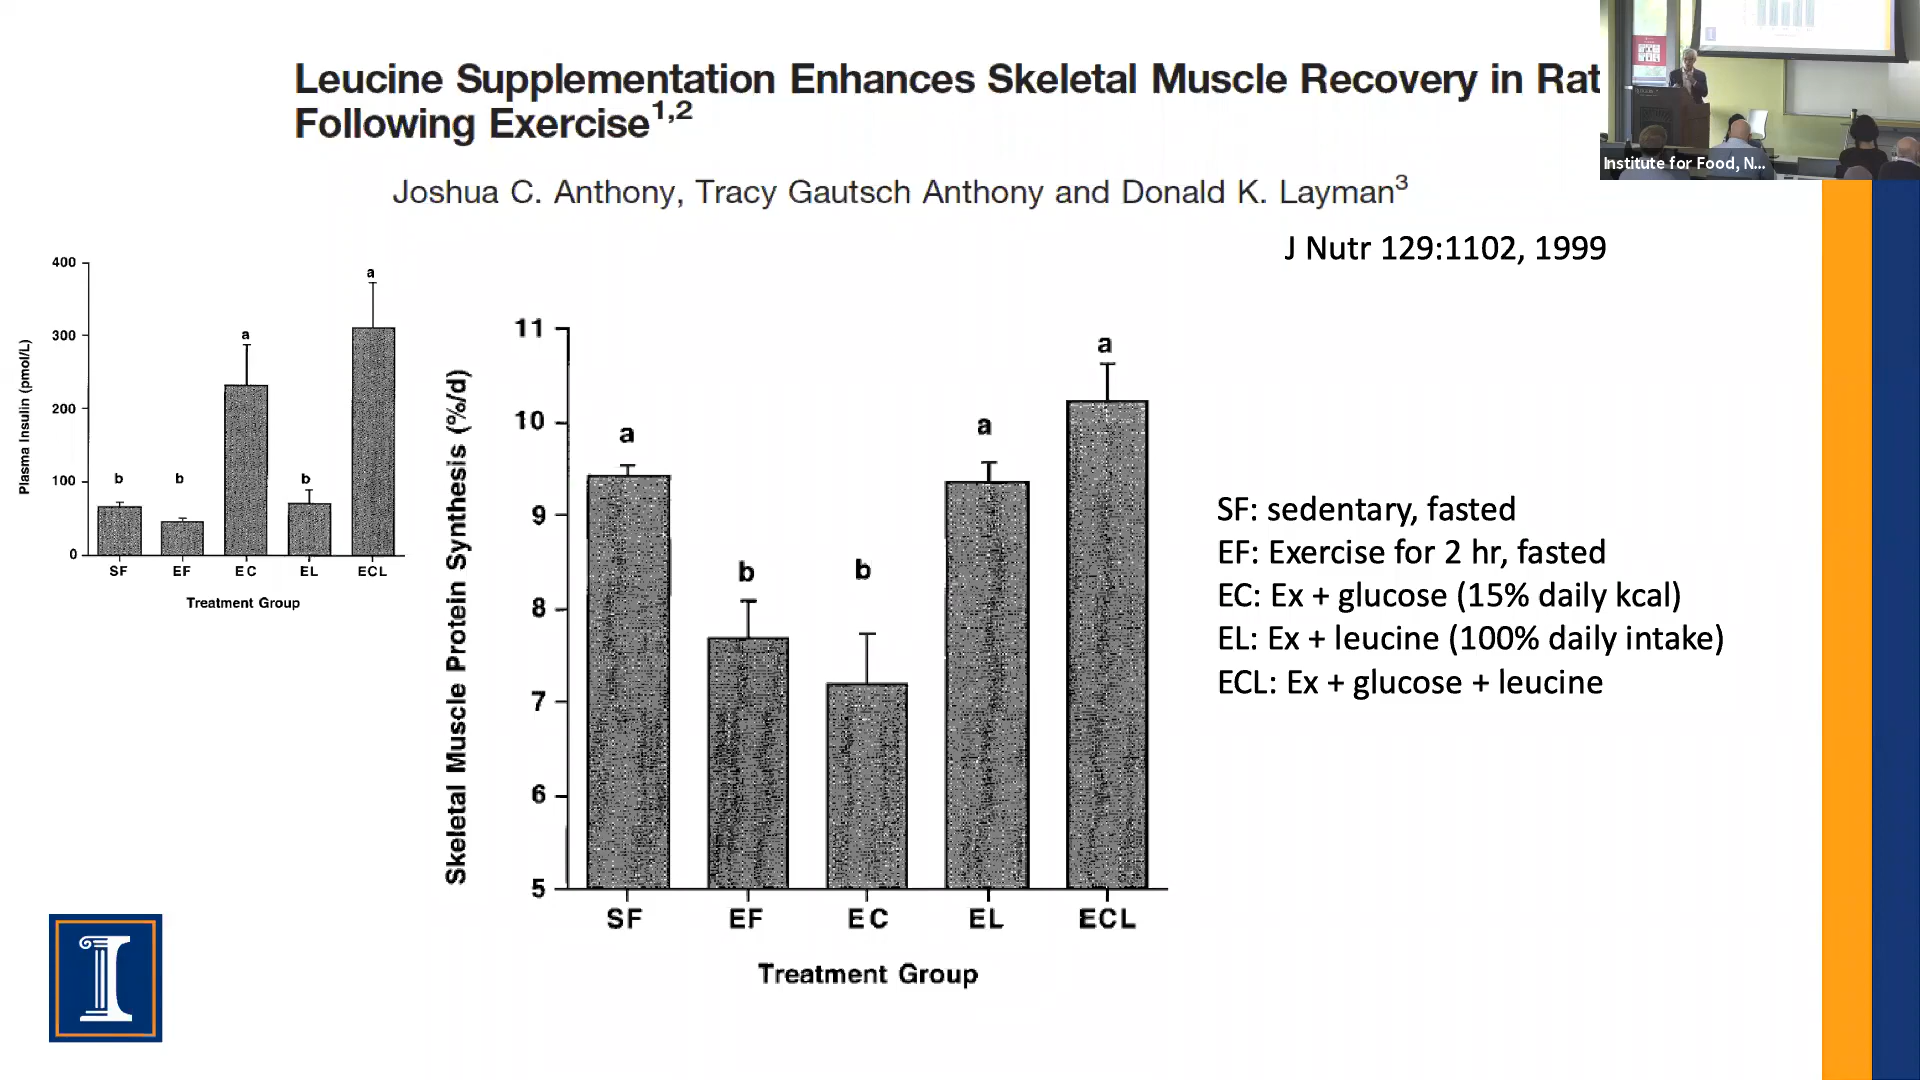 Leucine Supplementation Enhances Skeletal Muscle Recovery in Rat
Following Exercise1,2
Joshua C. Anthony, Tracy Gautsch Anthony and Donald K. Layman3
J Nutr 129:1102, 1999
Institute for Food, N...
400
300
200
100
0
Plasma Insulin (pmol/L)
b
b
a
b
a
SF EF EC EL ECL
Treatment Group
11
10
9
8
7
6
5
Skeletal Muscle Protein Synthesis (%/d)
a
b
b
a
a
SF EF EC EL ECL
Treatment Group
SF: sedentary, fasted
EF: Exercise for 2 hr, fasted
EC: Ex + glucose (15% daily kcal)
EL: Ex + leucine (100% daily intake)
ECL: Ex + glucose + leucine
I